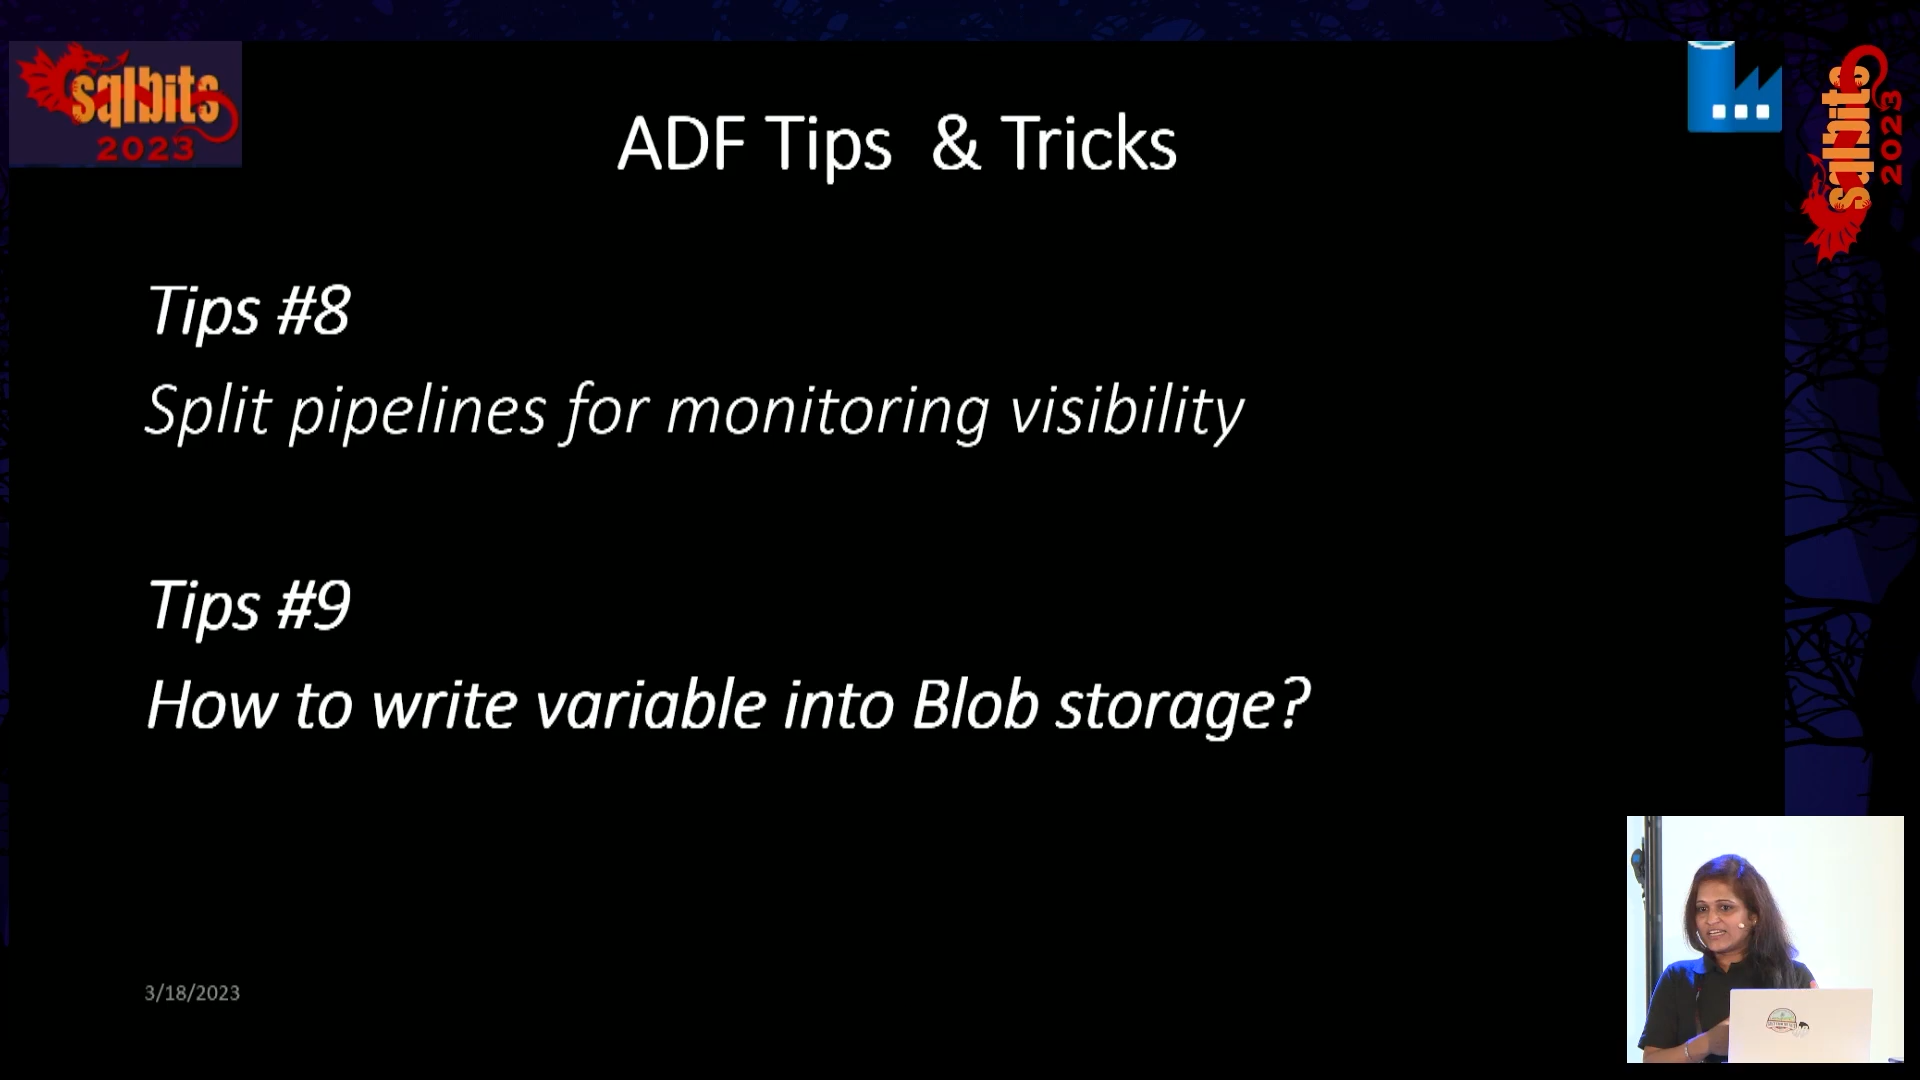 sqlbits
2023
ADF Tips & Tricks
sqlbits
2023
Tips #8
Split pipelines for monitoring visibility
Tips #9
How to write variable into Blob storage?
3/18/2023